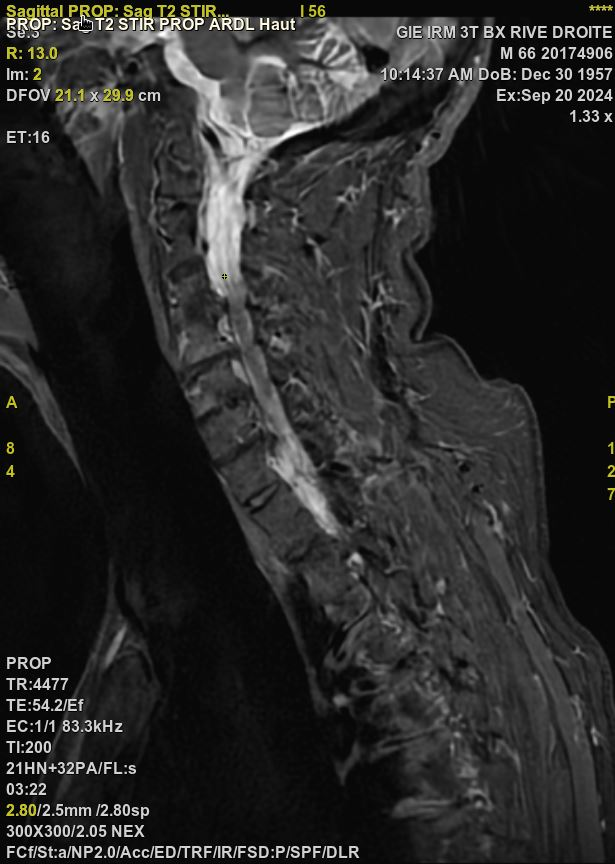 Sagittal PROP: Sag T2 STIR... I 56 ****
PROP: Sag T2 STIR PROP ARDL Haut
Se:3 GIE IRM 3T BX RIVE DROITE
R: 13.0 M 66 20174906
Im: 2 10:14:37 AM DoB: Dec 30 1957
DFOV 21.1 x 29.9 cm Ex:Sep 20 2024
1.33 x
ET:16
A P
8 1
4 2
7
PROP
TR:4477
TE:54.2/Ef
EC:1/1 83.3kHz
TI:200
21HN+32PA/FL:s
03:22
2.80/2.5mm /2.80sp
300X300/2.05 NEX
FCf/St:a/NP2.0/Acc/ED/TRF/IR/FSD:P/SPF/DLR